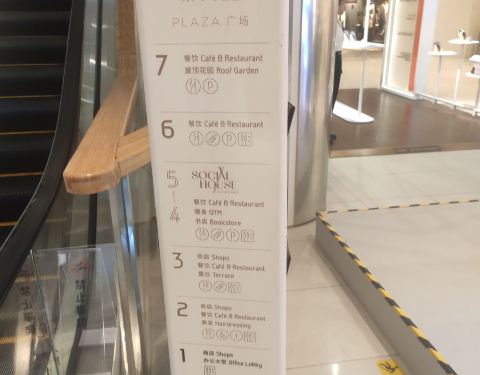 PLAZA 广场
7
餐饮 Café & Restaurant
屋顶花园 Roof Garden
6
餐饮 Café & Restaurant
5
4
SOCIAL
HOUSE
餐饮 Café & Restaurant
健身 GYM
书店 Bookstore
3
商店 Shops
餐饮 Café & Restaurant
露台 Terrace
2
商店 Shops
餐饮 Café & Restaurant
美发 Hairdressing
1
商店 Shops
办公大堂 Office Lobby
禁止